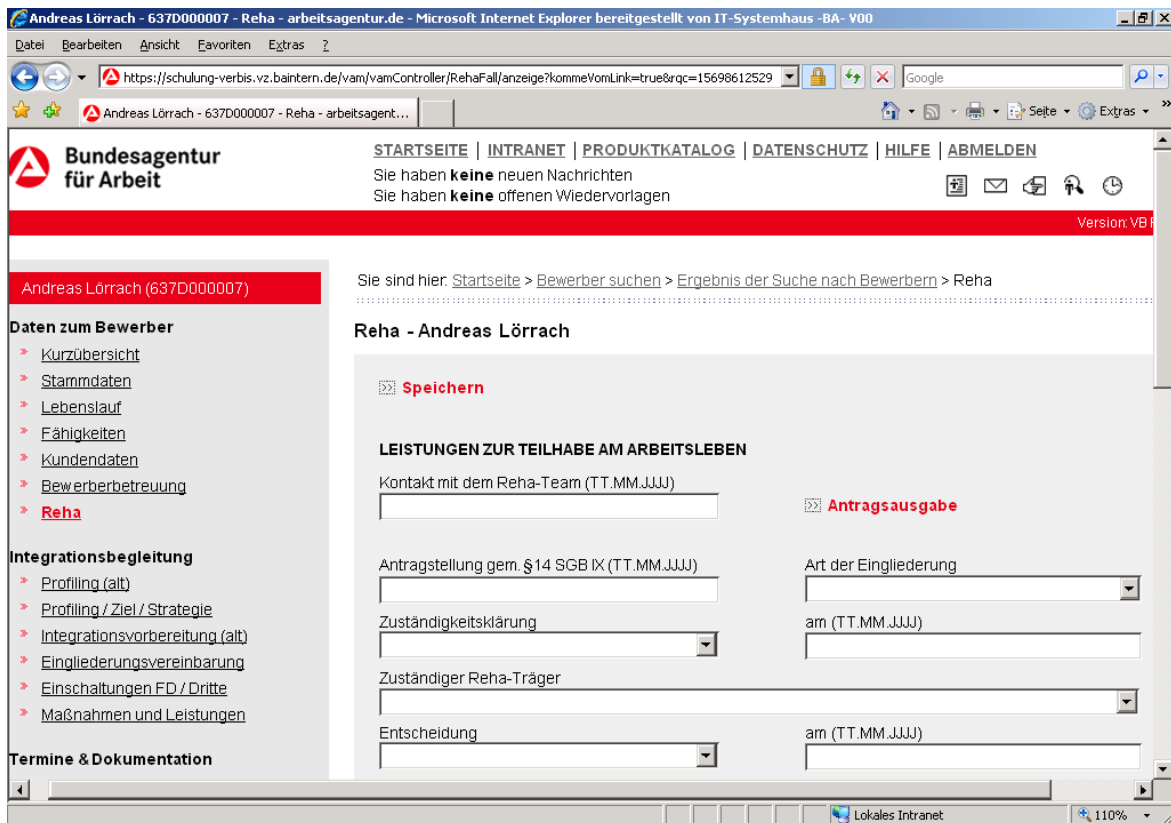 Andreas Lörrach - 637D000007 - Reha - arbeitsagentur.de - Microsoft Internet Explorer bereitgestellt von IT-Systemhaus -BA- V00
Datei Bearbeiten Ansicht Favoriten Extras ?
https://schulung-verbis.vz.baintern.de/vam/vamController/RehaFall/anzeige?kommeVomLink=true&rqc=15698612529
Google
Andreas Lörrach - 637D000007 - Reha - arbeitsagent...
Seite Extras »
Bundesagentur
für Arbeit
STARTSEITE | INTRANET | PRODUKTKATALOG | DATENSCHUTZ | HILFE | ABMELDEN
Sie haben keine neuen Nachrichten
Sie haben keine offenen Wiedervorlagen
Version: VB
Andreas Lörrach (637D000007)
Daten zum Bewerber
Kurzübersicht
Stammdaten
Lebenslauf
Fähigkeiten
Kundendaten
Bewerberbetreuung
Reha
Integrationsbegleitung
Profiling (alt)
Profiling / Ziel / Strategie
Integrationsvorbereitung (alt)
Eingliederungsvereinbarung
Einschaltungen FD / Dritte
Maßnahmen und Leistungen
Termine & Dokumentation
Sie sind hier: Startseite > Bewerber suchen > Ergebnis der Suche nach Bewerbern > Reha
Reha - Andreas Lörrach
Speichern
LEISTUNGEN ZUR TEILHABE AM ARBEITSLEBEN
Kontakt mit dem Reha-Team (TT.MM.JJJJ)
Antragsausgabe
Antragstellung gem. §14 SGB IX (TT.MM.JJJJ)
Art der Eingliederung
Zuständigkeitsklärung
am (TT.MM.JJJJ)
Zuständiger Reha-Träger
Entscheidung
am (TT.MM.JJJJ)
Lokales Intranet
110%